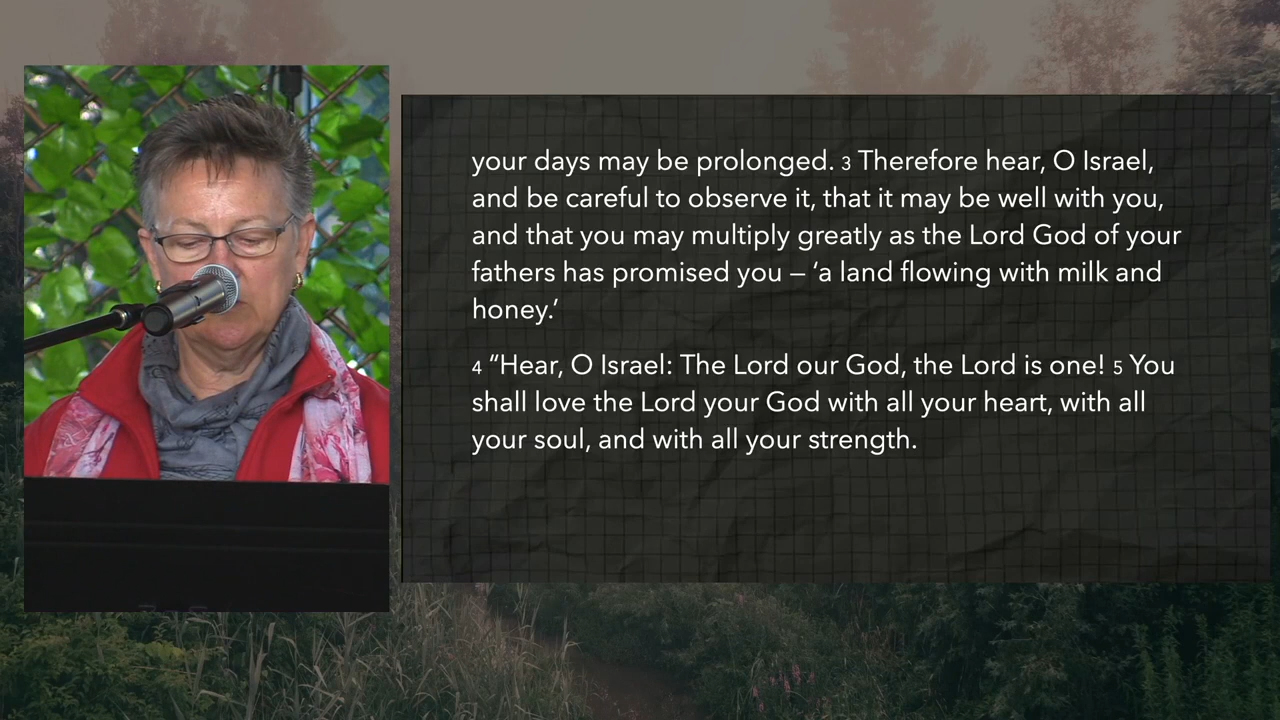 your days may be prolonged. 3 Therefore hear, O Israel,
and be careful to observe it, that it may be well with you,
and that you may multiply greatly as the Lord God of your
fathers has promised you – ‘a land flowing with milk and
honey.’
4 “Hear, O Israel: The Lord our God, the Lord is one! 5 You
shall love the Lord your God with all your heart, with all
your soul, and with all your strength.